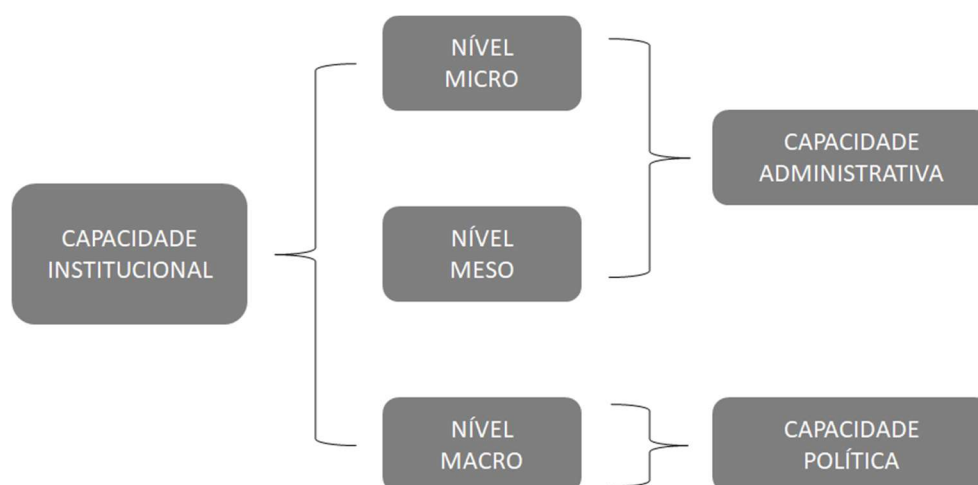 NÍVEL
MICRO
CAPACIDADE
ADMINISTRATIVA
CAPACIDADE
INSTITUCIONAL
NÍVEL
MESO
NÍVEL
MACRO
CAPACIDADE
POLÍTICA